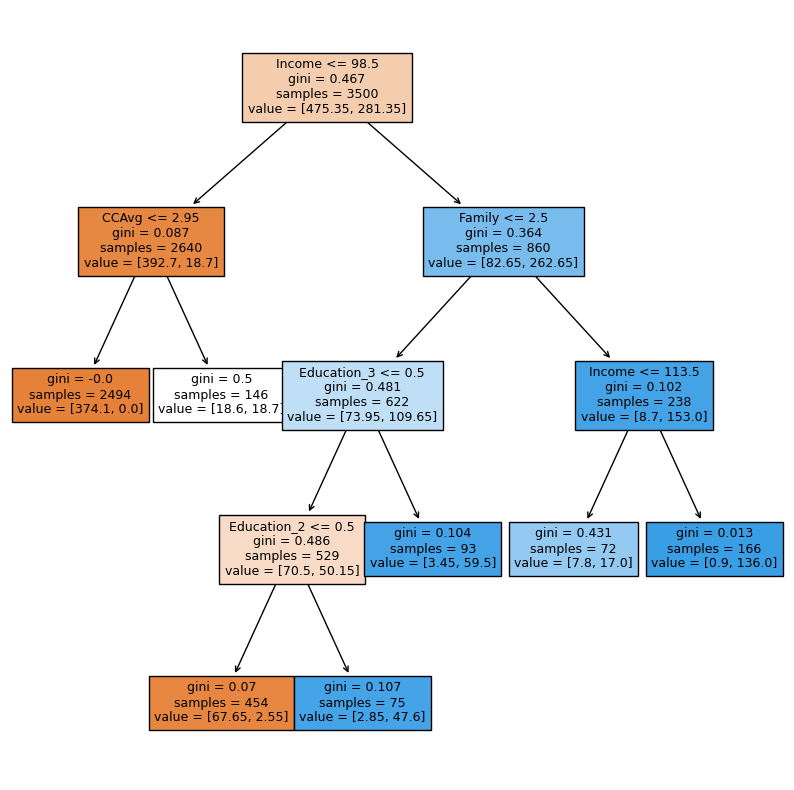 Income <= 98.5
gini = 0.467
samples = 3500
value = [475.35, 281.35]
CCAvg <= 2.95
gini = 0.087
samples = 2640
value = [392.7, 18.7]
Family <= 2.5
gini = 0.364
samples = 860
value = [82.65, 262.65]
gini = -0.0
samples = 2494
value = [374.1, 0.0]
gini = 0.5
samples = 146
value = [18.6, 18.7]
Education_3 <= 0.5
gini = 0.481
samples = 622
value = [73.95, 109.65]
Income <= 113.5
gini = 0.102
samples = 238
value = [8.7, 153.0]
Education_2 <= 0.5
gini = 0.486
samples = 529
value = [70.5, 50.15]
gini = 0.104
samples = 93
value = [3.45, 59.5]
gini = 0.431
samples = 72
value = [7.8, 17.0]
gini = 0.013
samples = 166
value = [0.9, 136.0]
gini = 0.07
samples = 454
value = [67.65, 2.55]
gini = 0.107
samples = 75
value = [2.85, 47.6]